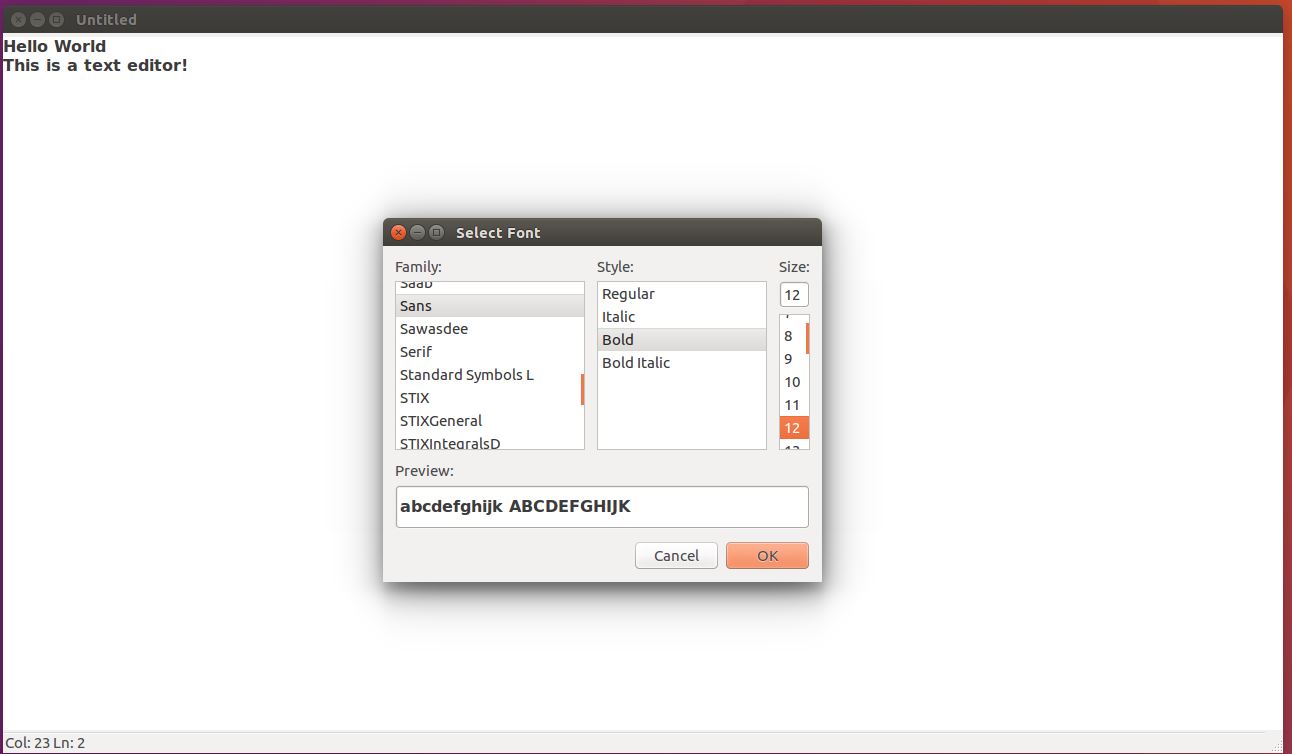 Untitled
Hello World
This is a text editor!
Select Font
Family:
Style:
Size:
Saab
Sans
Sawasdee
Serif
Standard Symbols L
STIX
STIXGeneral
STIXIntegralsD
Regular
Italic
Bold
Bold Italic
12
8
9
10
11
12
Preview:
abcdefghijk ABCDEFGHIJK
Cancel
OK
Col: 23 Ln: 2